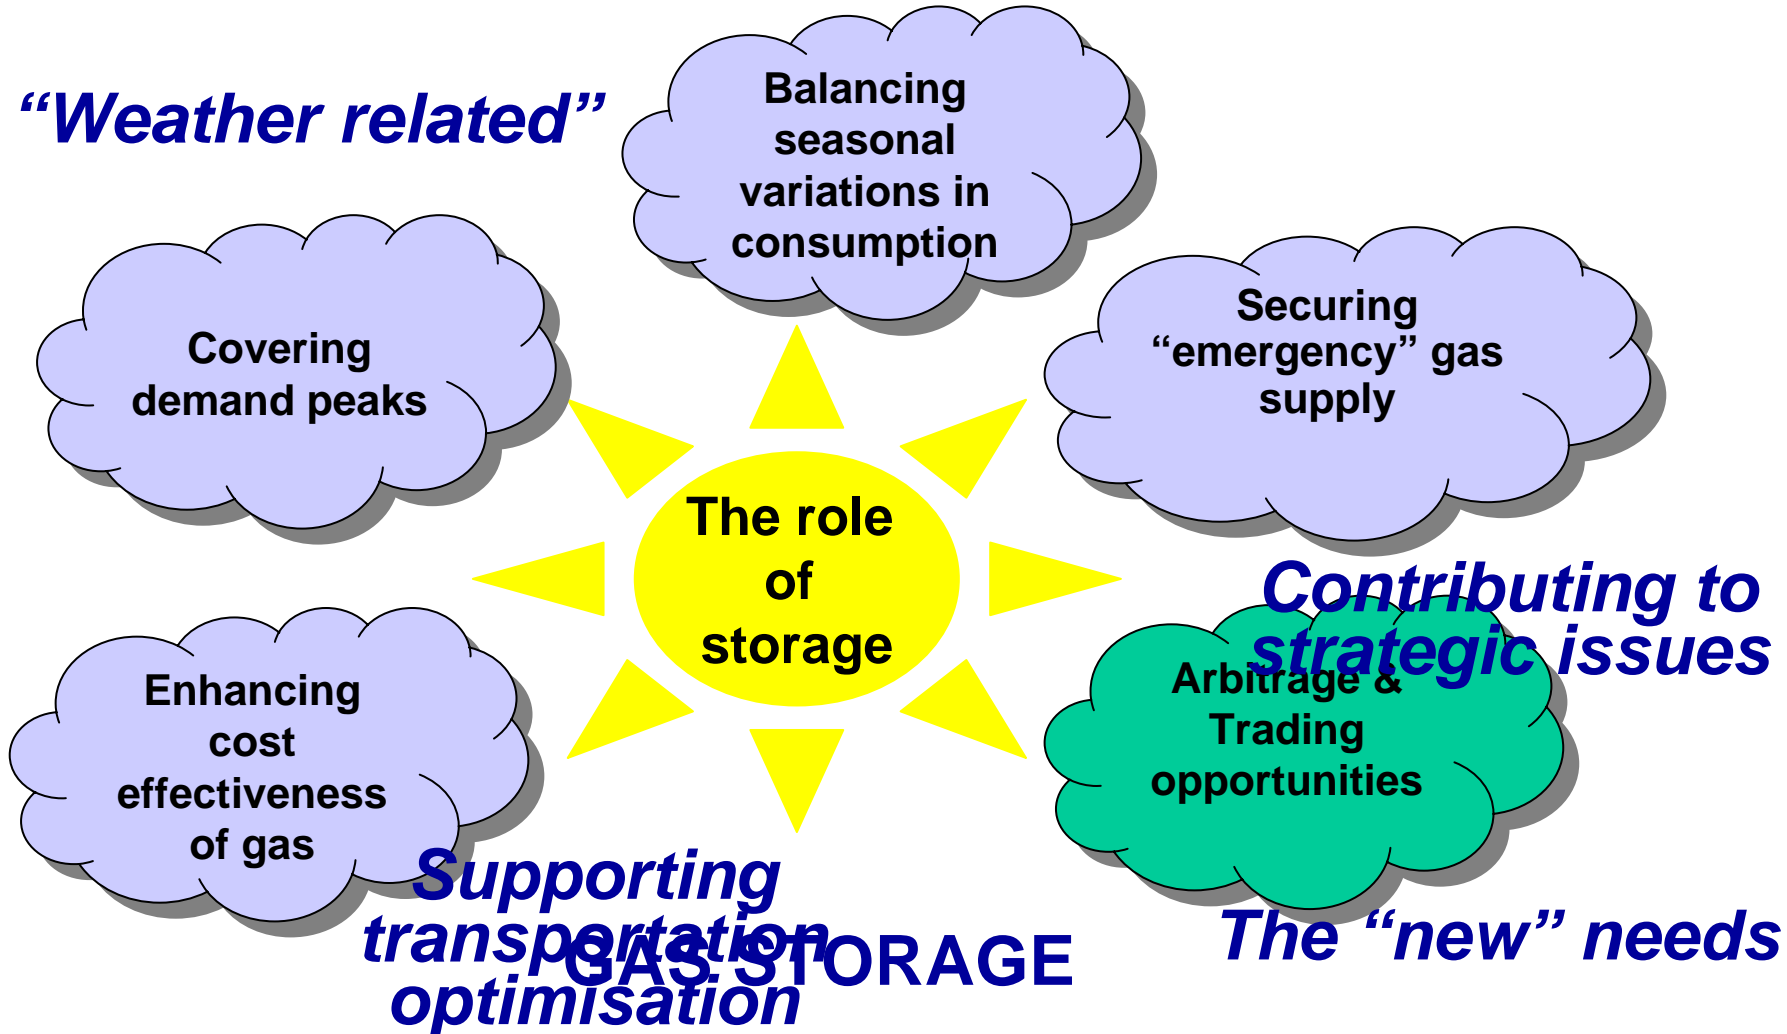 “Weather related”
Balancing
seasonal
variations in
consumption
Covering
demand peaks
Securing
“emergency” gas
supply
The role
of
storage
Contributing to
strategic issues
Enhancing
cost
effectiveness
of gas
Arbitrage &
Trading
opportunities
Supporting
transportation
optimisation
GAS STORAGE
The “new” needs